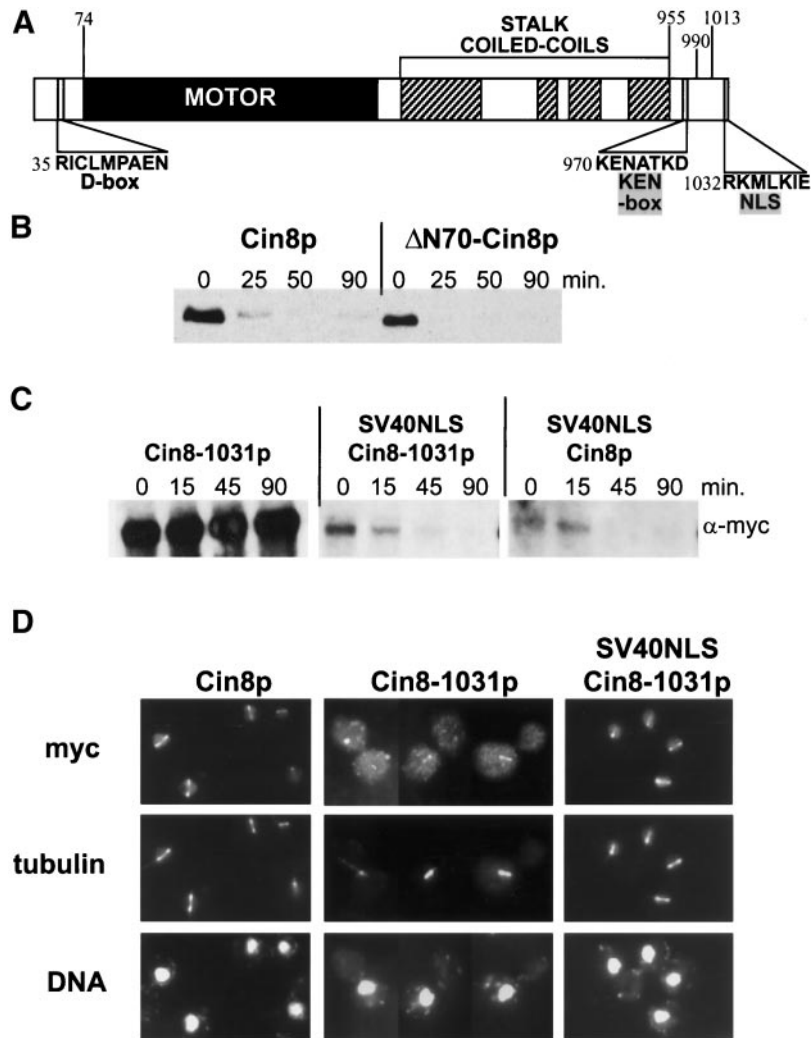 A
74
STALK
COILED-COILS
955
990
1013
MOTOR
35 RICLMPAEN
D-box
970 KENATKD
KEN
-box
1032 RKMLKIE
NLS
B
Cin8p
ΔN70-Cin8p
0 25 50 90 0 25 50 90 min.
C
Cin8-1031p
SV40NLS
Cin8-1031p
SV40NLS
Cin8p
0 15 45 90 0 15 45 90 0 15 45 90 min.
α-myc
D
Cin8p
Cin8-1031p
SV40NLS
Cin8-1031p
myc
tubulin
DNA